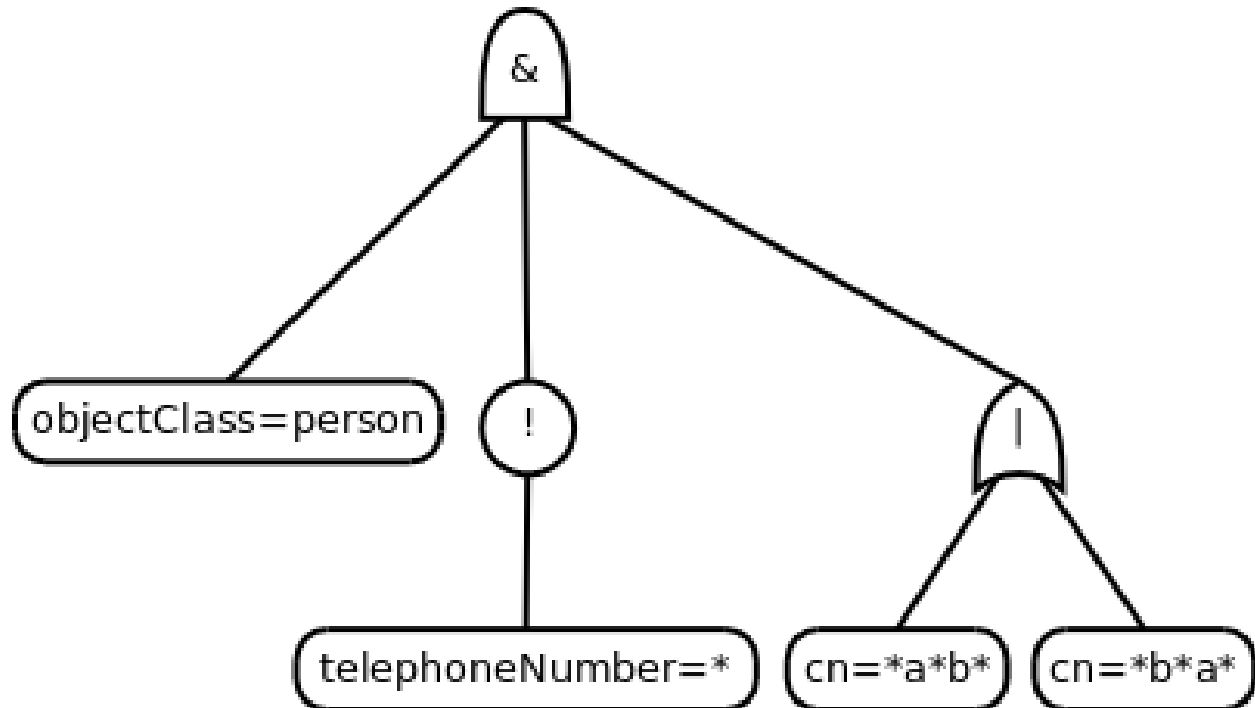 &
objectClass=person
!
|
telephoneNumber=*
cn=*a*b*
cn=*b*a*